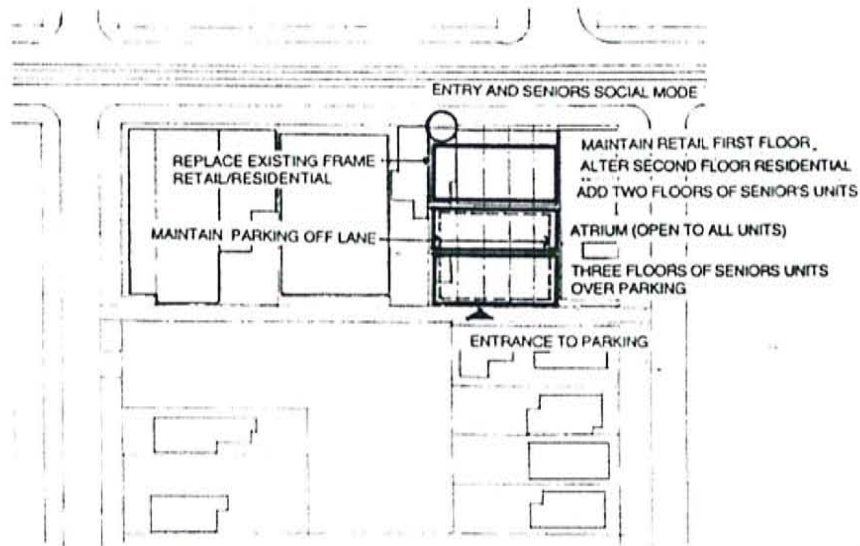 ENTRY AND SENIORS SOCIAL MODE
REPLACE EXISTING FRAME
RETAIL/RESIDENTIAL
MAINTAIN RETAIL FIRST FLOOR,
ALTER SECOND FLOOR RESIDENTIAL
ADD TWO FLOORS OF SENIOR'S UNITS
MAINTAIN PARKING OFF LANE
ATRIUM (OPEN TO ALL UNITS)
THREE FLOORS OF SENIORS UNITS
OVER PARKING
ENTRANCE TO PARKING